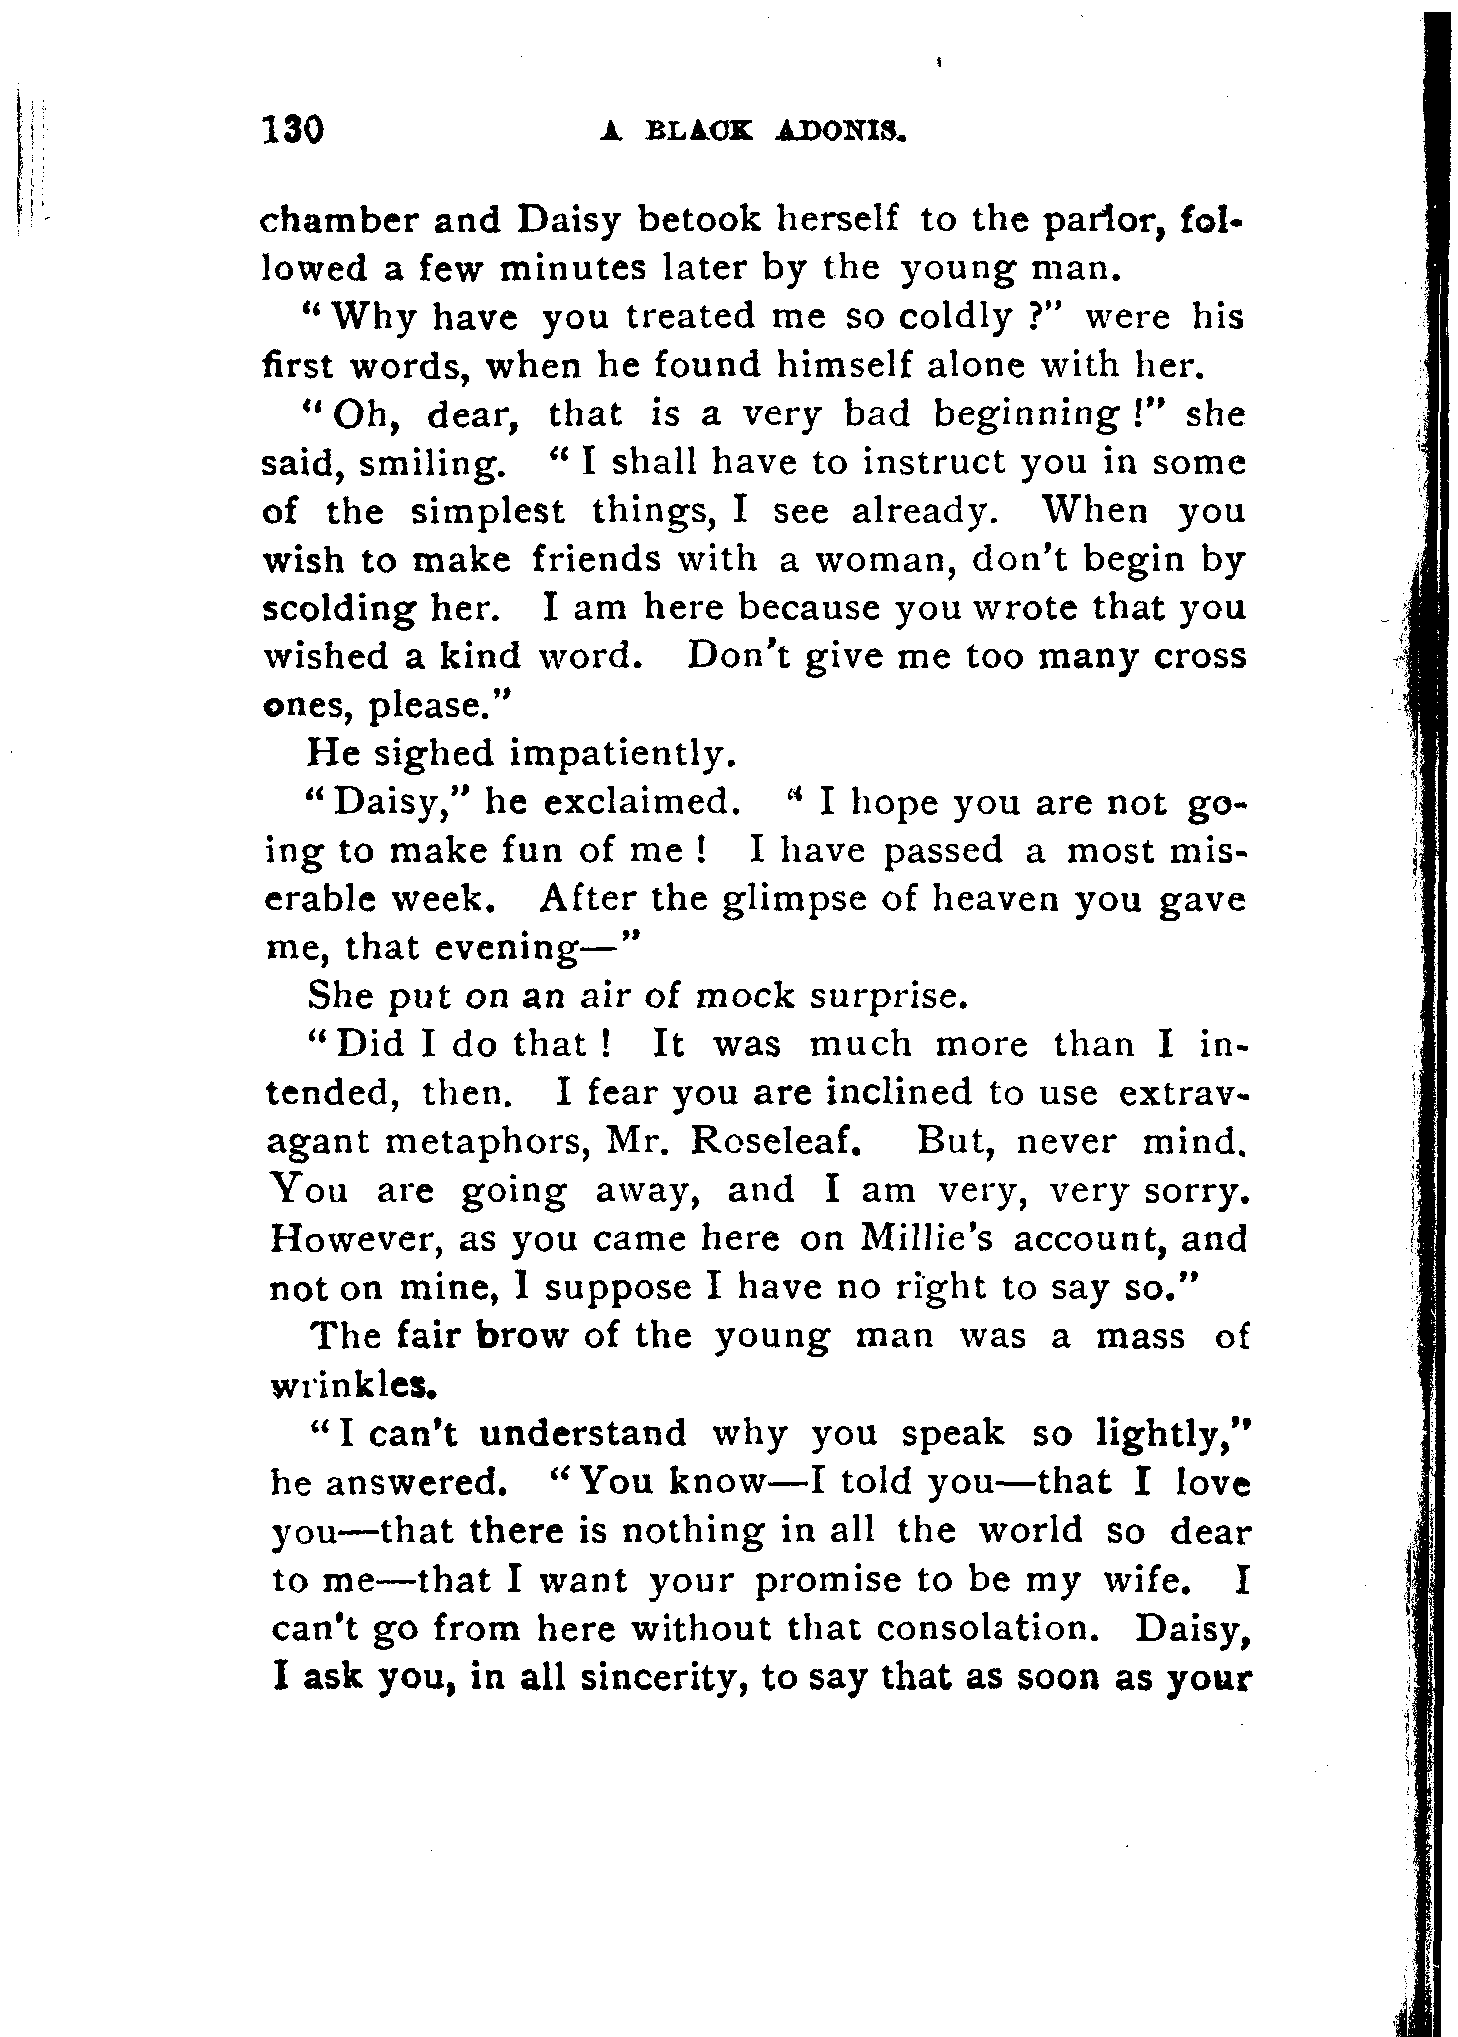 130 A BLACK ADONIS.
chamber and Daisy betook herself to the parlor, fol-
lowed a few minutes later by the young man.
“Why have you treated me so coldly ?” were his
first words, when he found himself alone with her.
“Oh, dear, that is a very bad beginning !” she
said, smiling. “I shall have to instruct you in some
of the simplest things, I see already. When you
wish to make friends with a woman, don't begin by
scolding her. I am here because you wrote that you
wished a kind word. Don't give me too many cross
ones, please.”
He sighed impatiently.
“Daisy,” he exclaimed. “I hope you are not go-
ing to make fun of me ! I have passed a most mis-
erable week. After the glimpse of heaven you gave
me, that evening—”
She put on an air of mock surprise.
“Did I do that ! It was much more than I in-
tended, then. I fear you are inclined to use extrav-
agant metaphors, Mr. Roseleaf. But, never mind.
You are going away, and I am very, very sorry.
However, as you came here on Millie's account, and
not on mine, I suppose I have no right to say so.”
The fair brow of the young man was a mass of
wrinkles.
“I can't understand why you speak so lightly,”
he answered. “You know—I told you—that I love
you—that there is nothing in all the world so dear
to me—that I want your promise to be my wife. I
can't go from here without that consolation. Daisy,
I ask you, in all sincerity, to say that as soon as your